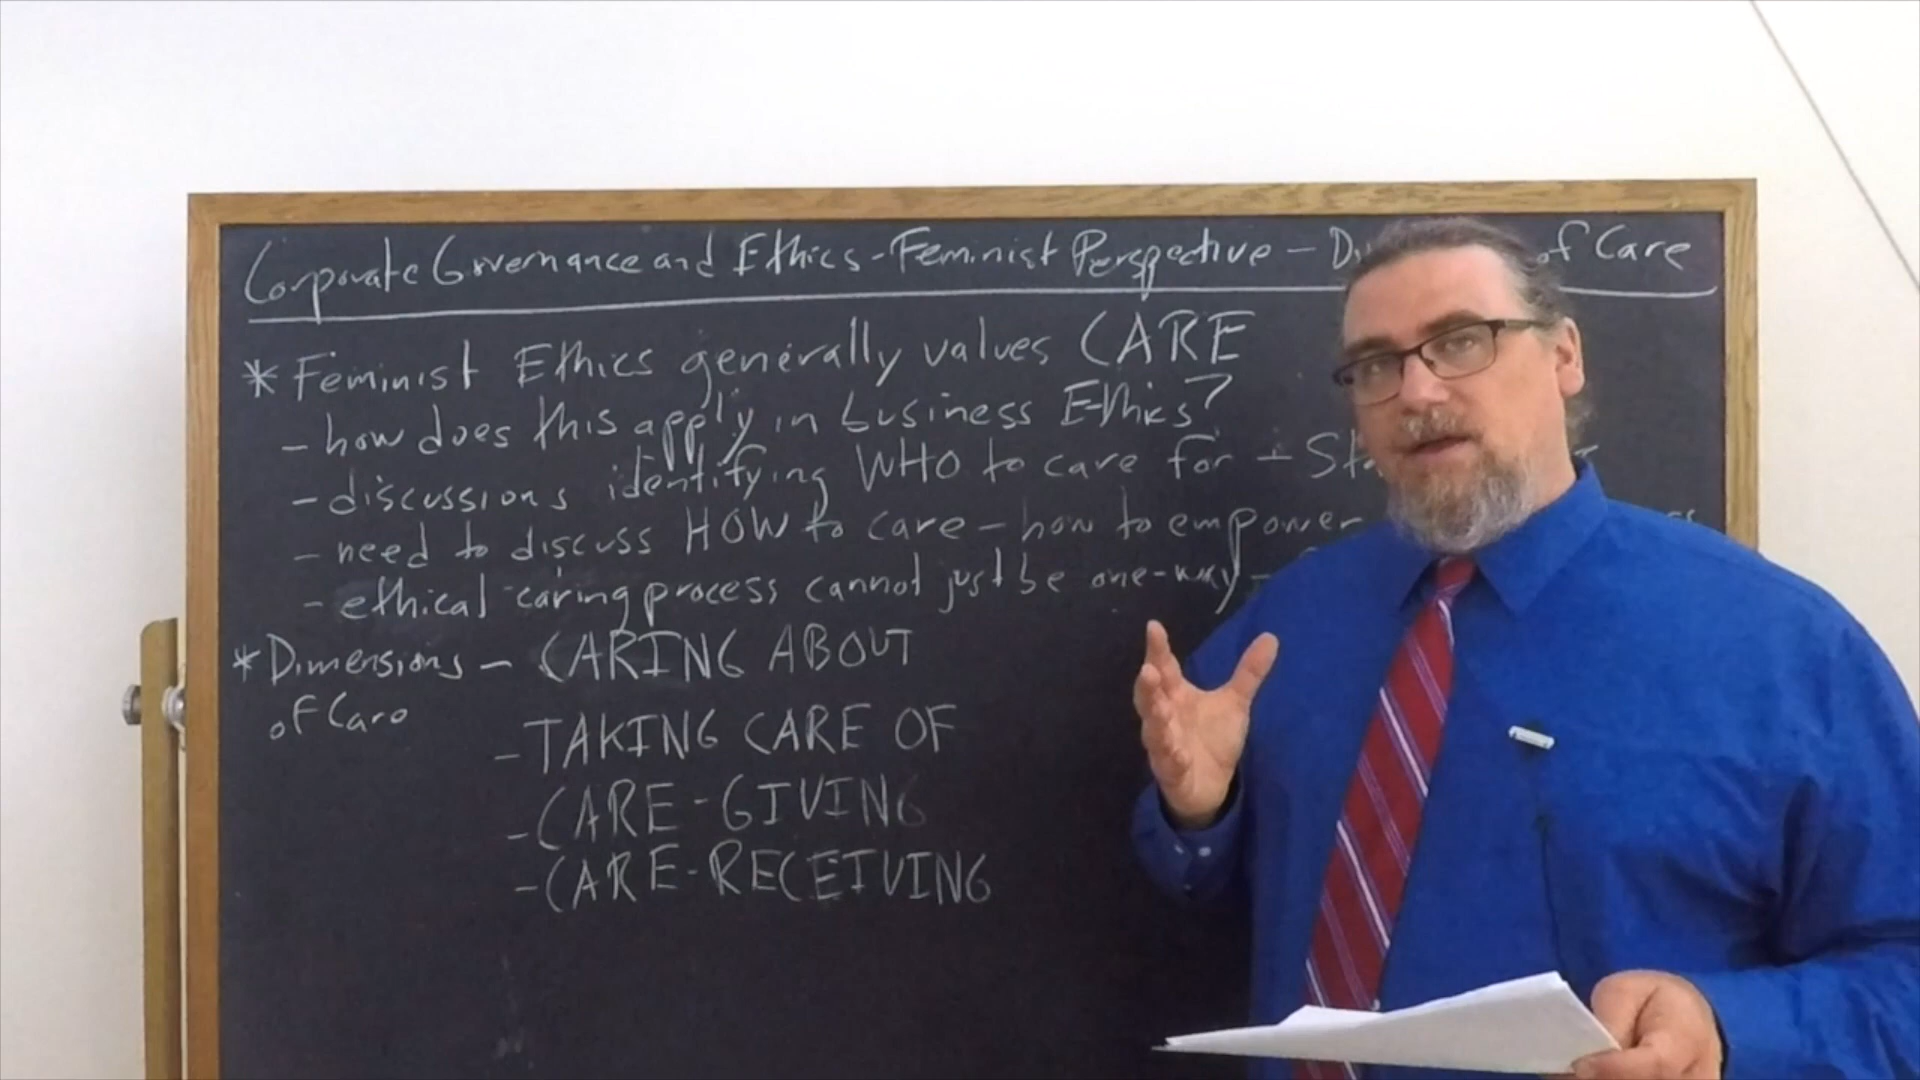 Corporate Governance and Ethics - Feminist Perspective - of Care
* Feminist Ethics generally values CARE
- how does this apply in business Ethics?
- discussions identifying WHO to care for -
- need to discuss HOW to care - how to empower
- ethical caring process cannot just be one-way -
* Dimensions - CARING ABOUT
of Care
- TAKING CARE OF
- CARE-GIVING
- CARE-RECEIVING